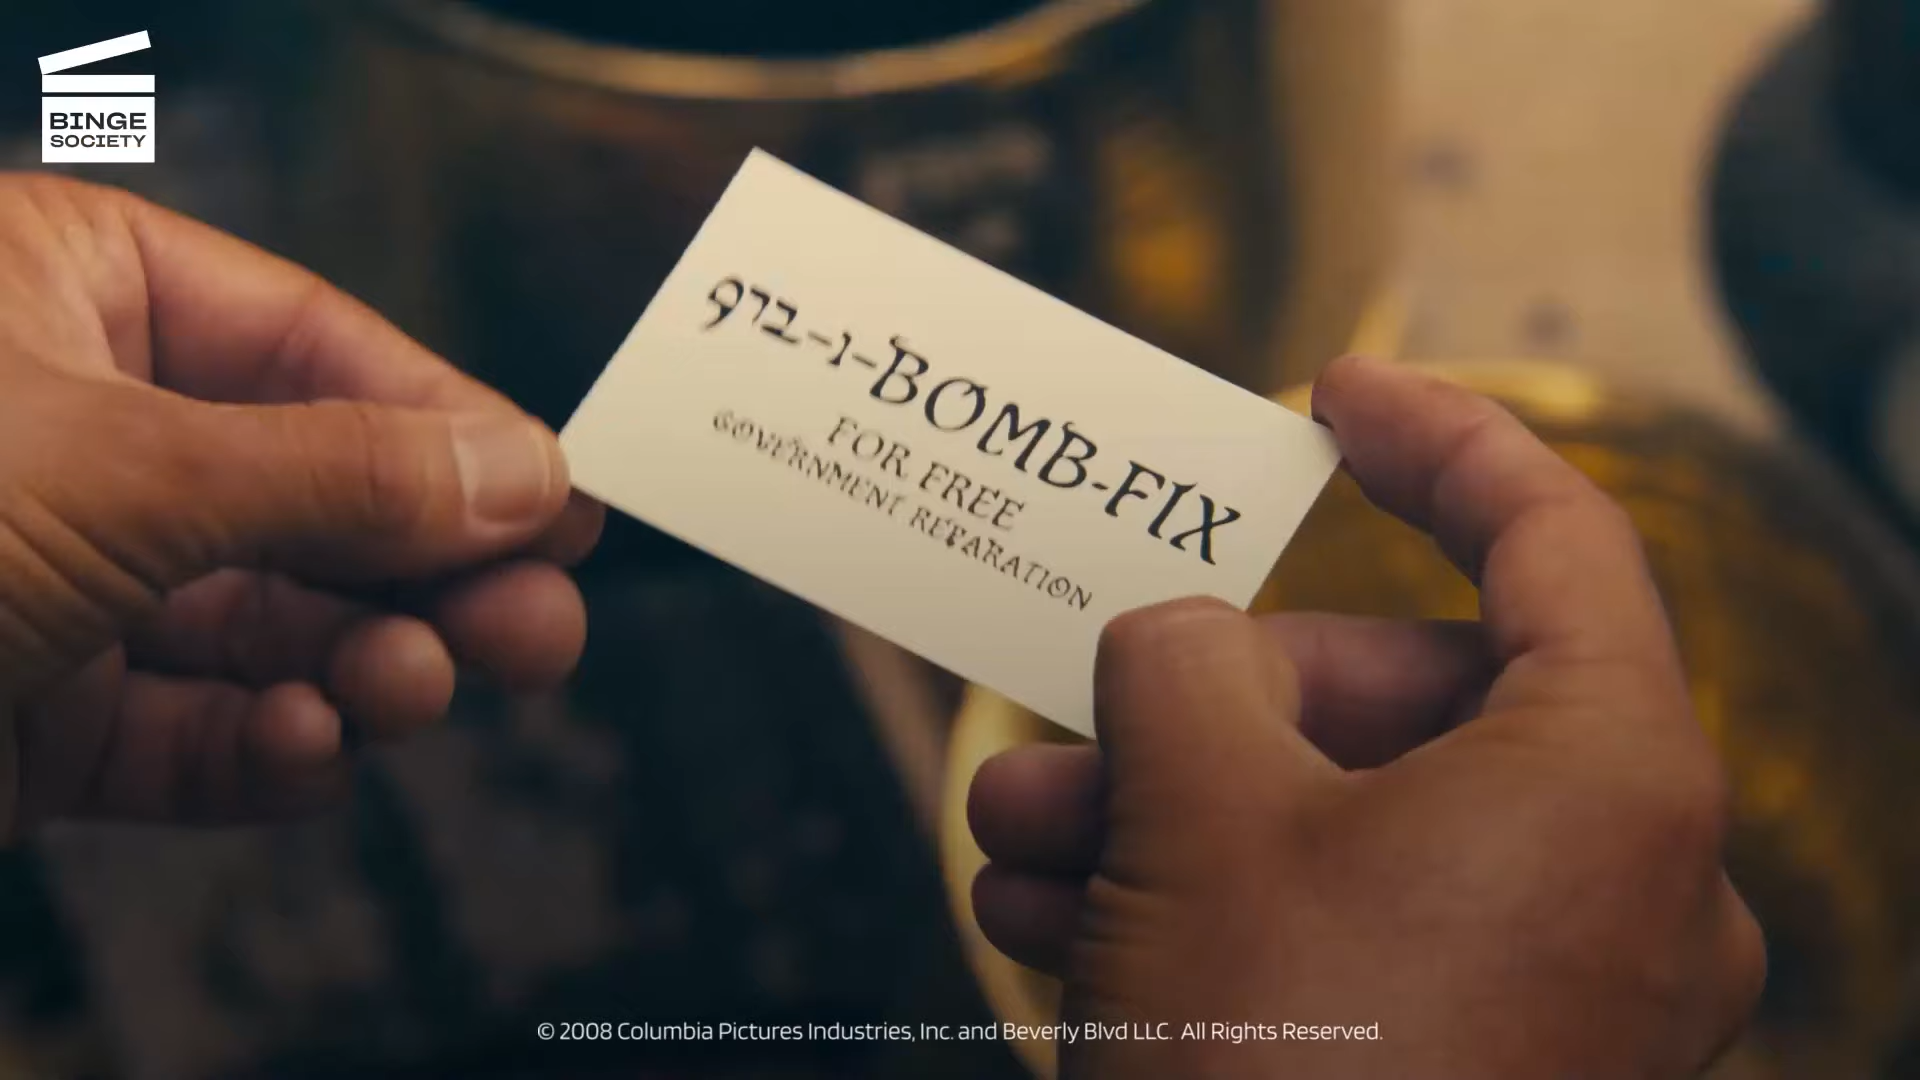 BINGE
SOCIETY
972-1-BOMB-FIX
FOR FREE
GOVERNMENT REPARATION
© 2008 Columbia Pictures Industries, Inc. and Beverly Blvd LLC. All Rights Reserved.